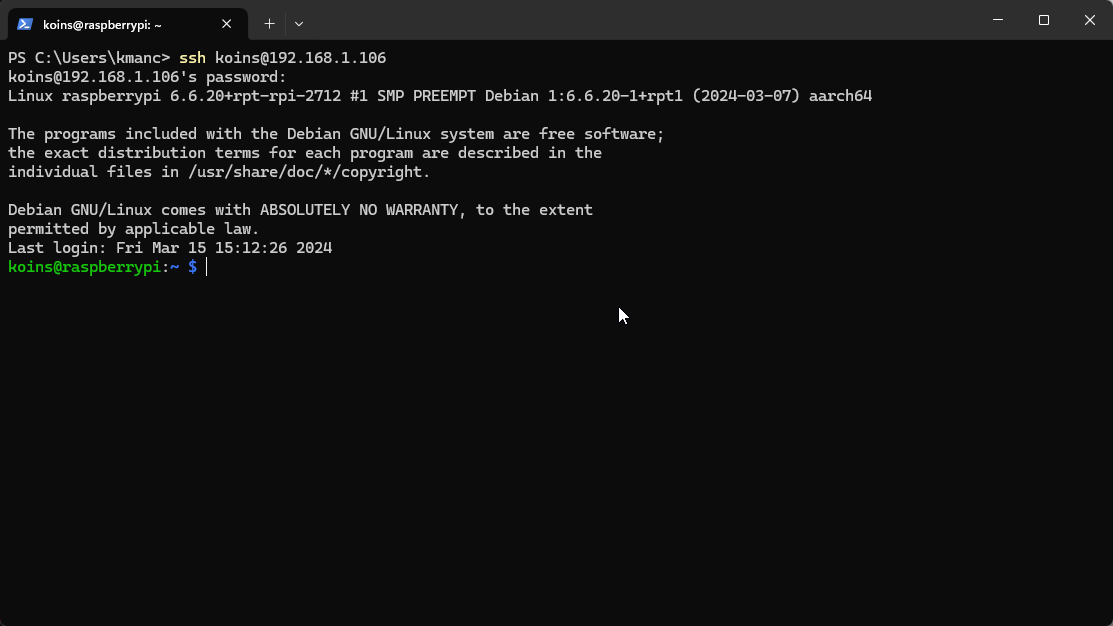 koins@raspberrypi: ~
PS C:\Users\kmanc> ssh koins@192.168.1.106
koins@192.168.1.106's password:
Linux raspberrypi 6.6.20+rpt-rpi-2712 #1 SMP PREEMPT Debian 1:6.6.20-1+rpt1 (2024-03-07) aarch64
The programs included with the Debian GNU/Linux system are free software;
the exact distribution terms for each program are described in the
individual files in /usr/share/doc/*/copyright.
Debian GNU/Linux comes with ABSOLUTELY NO WARRANTY, to the extent
permitted by applicable law.
Last login: Fri Mar 15 15:12:26 2024
koins@raspberrypi:~ $